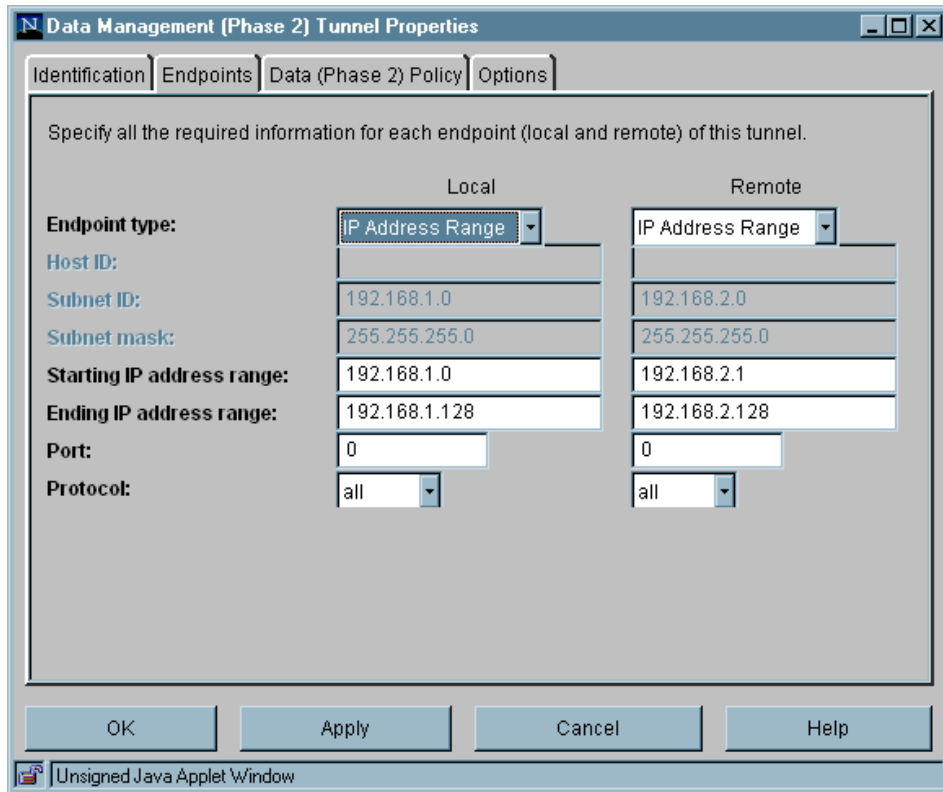 N Data Management (Phase 2) Tunnel Properties
Identification Endpoints Data (Phase 2) Policy Options
Specify all the required information for each endpoint (local and remote) of this tunnel.
Local Remote
Endpoint type: IP Address Range IP Address Range
Host ID:
Subnet ID: 192.168.1.0 192.168.2.0
Subnet mask: 255.255.255.0 255.255.255.0
Starting IP address range: 192.168.1.0 192.168.2.1
Ending IP address range: 192.168.1.128 192.168.2.128
Port: 0 0
Protocol: all all
OK Apply Cancel Help
Unsigned Java Applet Window